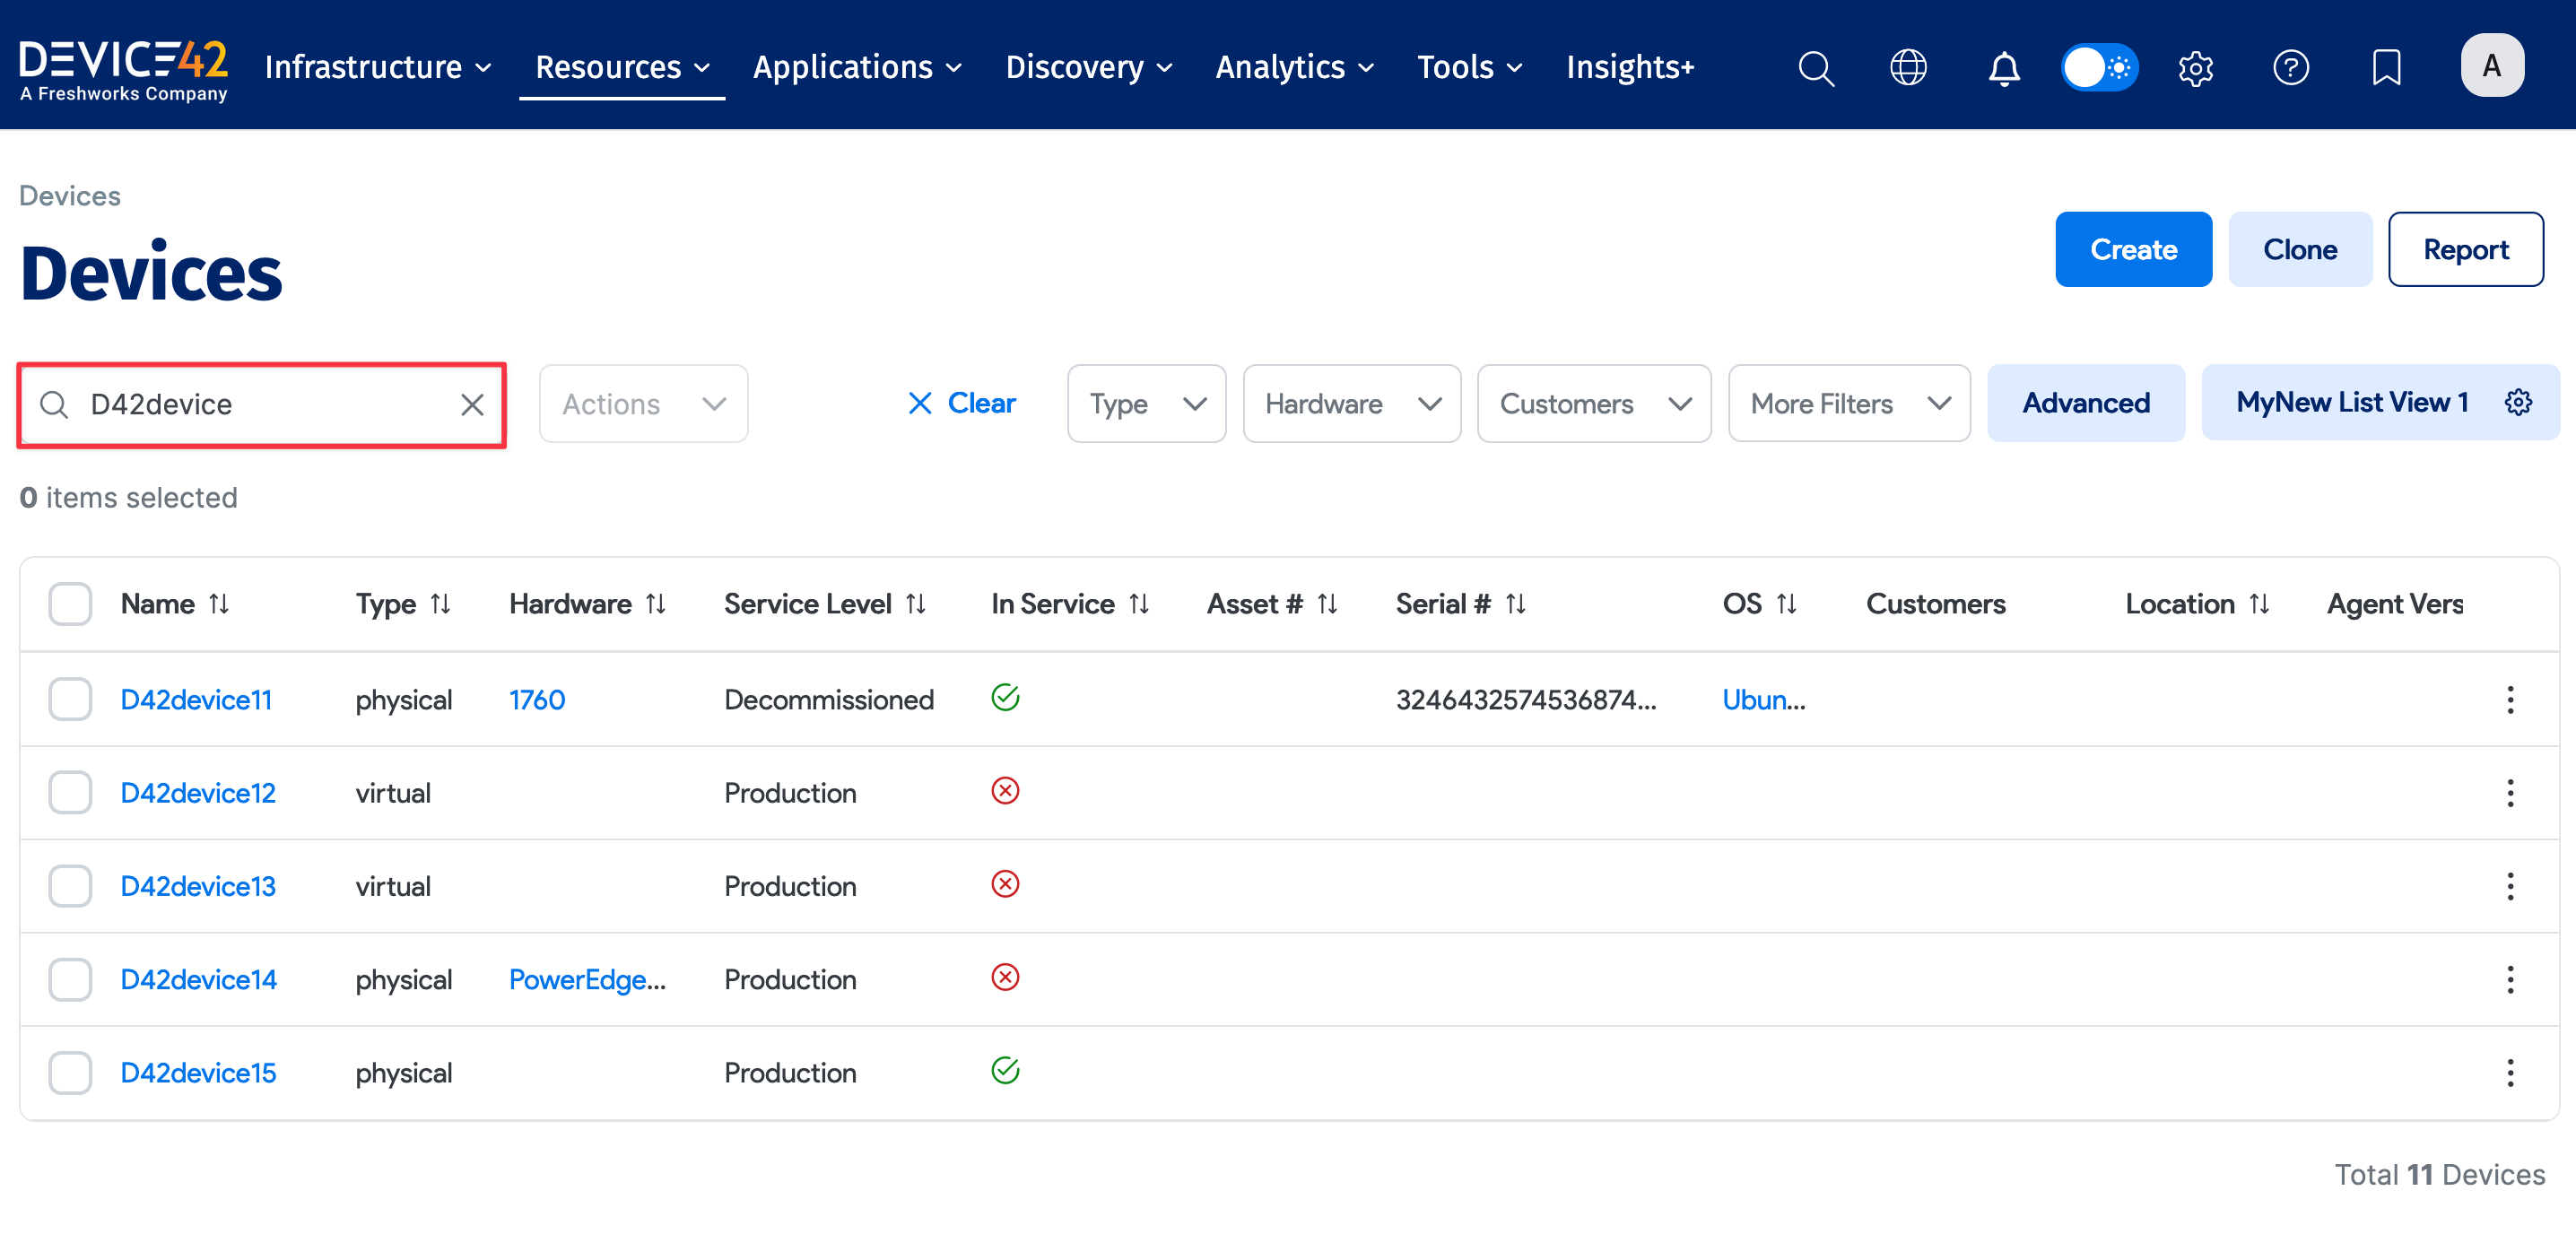 DEVICE42
A Freshworks Company
Infrastructure Resources Applications Discovery Analytics Tools Insights+
A
Devices
Devices
Create Clone Report
D42device Actions Clear Type Hardware Customers More Filters Advanced MyNew List View 1
0 items selected
Name Type Hardware Service Level In Service Asset # Serial # OS Customers Location Agent Vers
D42device11 physical 1760 Decommissioned 3246432574536874... Ubun...
D42device12 virtual Production
D42device13 virtual Production
D42device14 physical PowerEdge... Production
D42device15 physical Production
Total 11 Devices